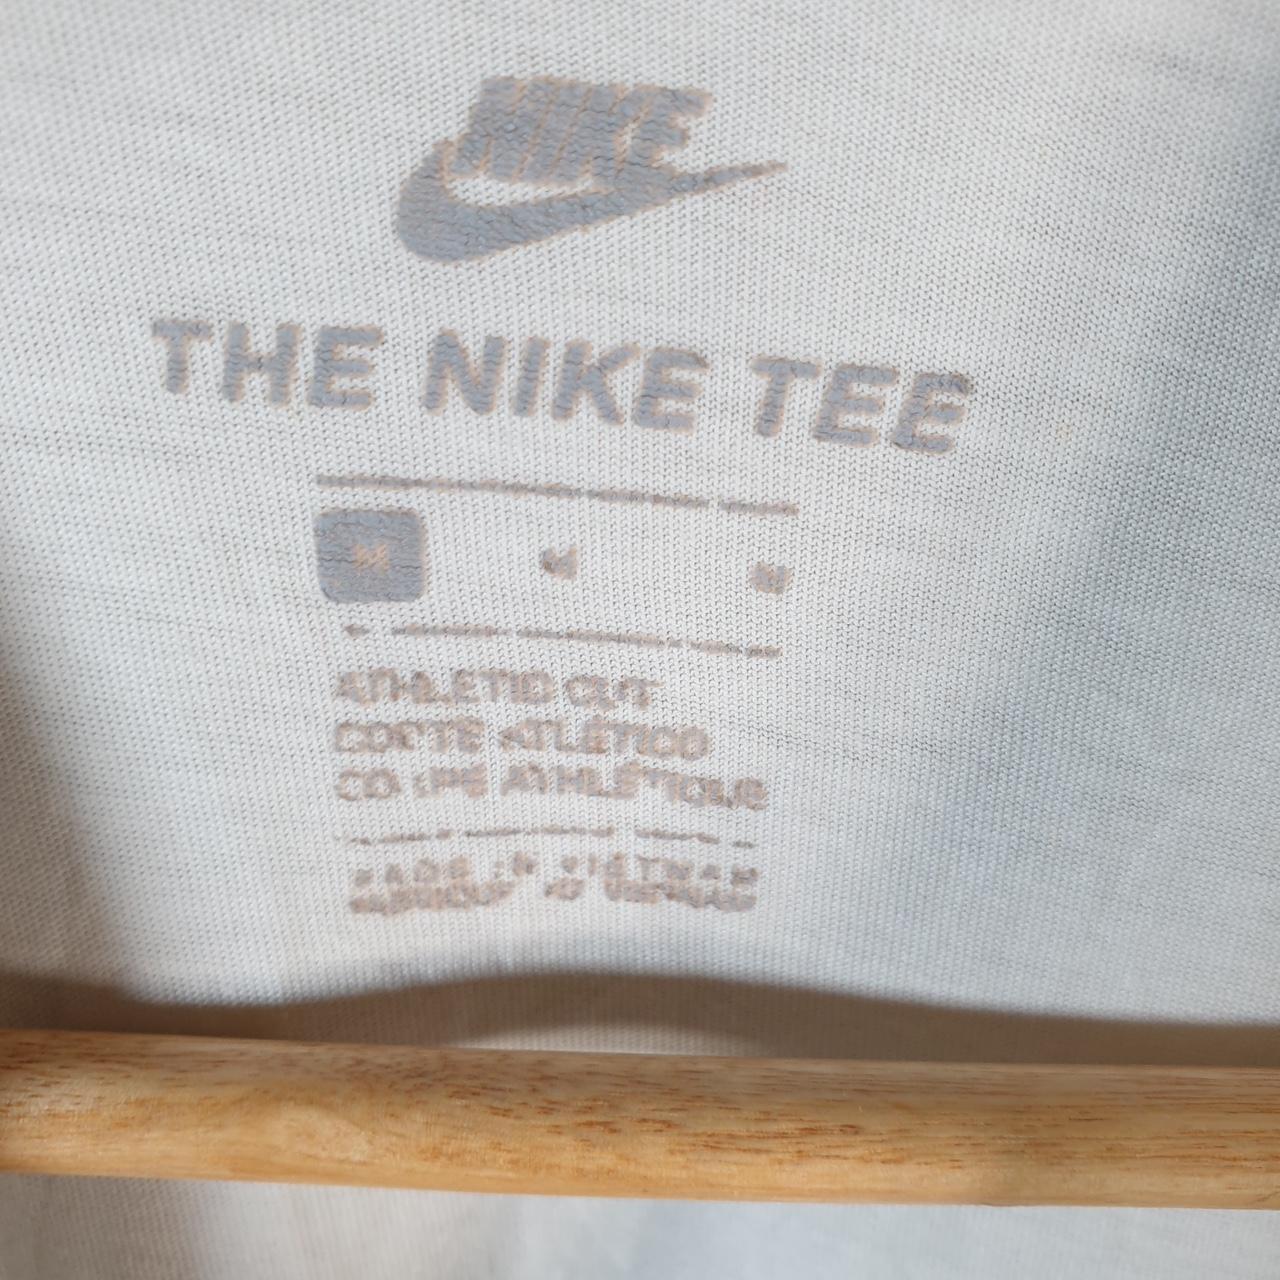 NIKE
THE NIKE TEE
M M M
ATHLETIC CUT
CORTE ATLÉTICO
COUPE ATHLÉTIQUE
MADE IN VIETNAM